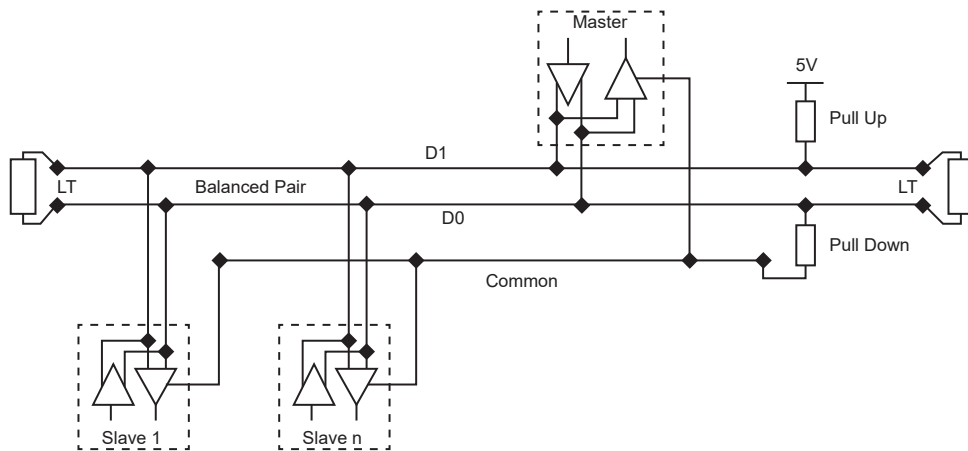 Master
5V
Pull Up
D1
LT
Balanced Pair
LT
D0
Pull Down
Common
Slave 1
Slave n